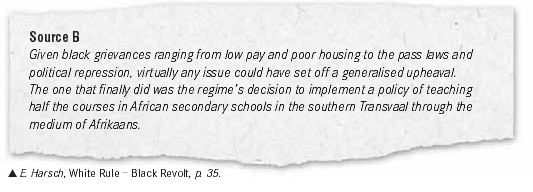 Source B
Given black grievances ranging from low pay and poor housing to the pass laws and
political repression, virtually any issue could have set off a generalised upheaval.
The one that finally did was the regime's decision to implement a policy of teaching
half the courses in African secondary schools in the southern Transvaal through the
medium of Afrikaans.
▲ E. Harsch, White Rule – Black Revolt, p. 35.